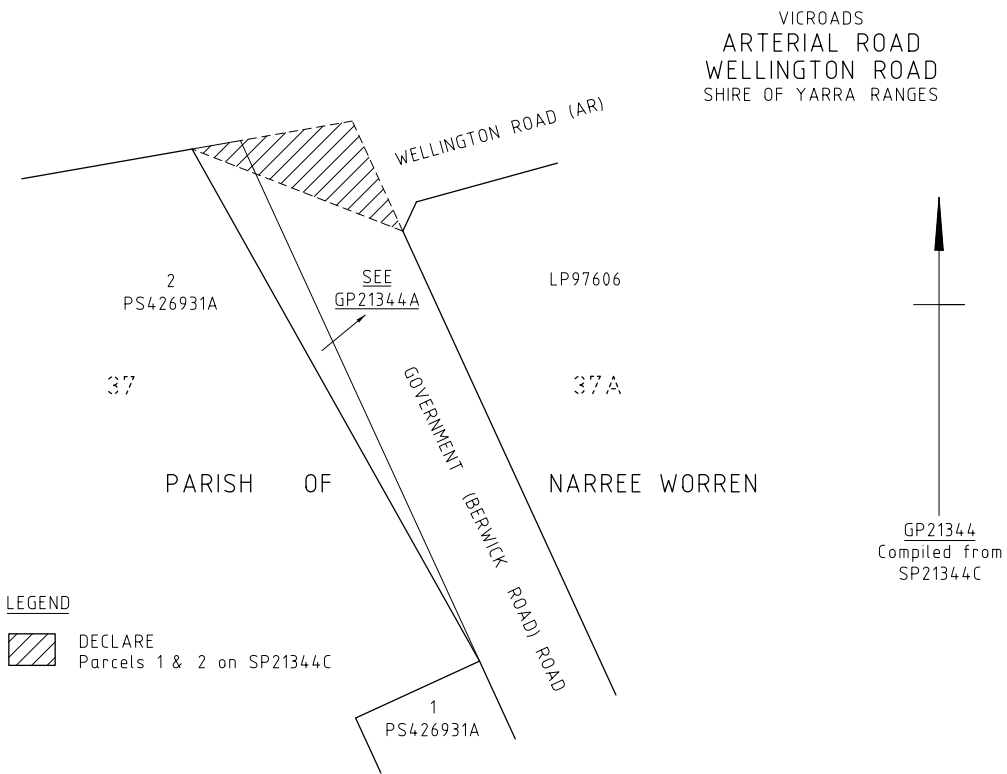 VICROADS
ARTERIAL ROAD
WELLINGTON ROAD
SHIRE OF YARRA RANGES
WELLINGTON ROAD (AR)
2
PS426931A
SEE
GP21344A
LP97606
37
37A
GOVERNMENT (BERWICK ROAD) ROAD
PARISH OF NARREE WORREN
GP21344
Compiled from
SP21344C
LEGEND
DECLARE
Parcels 1 & 2 on SP21344C
1
PS426931A